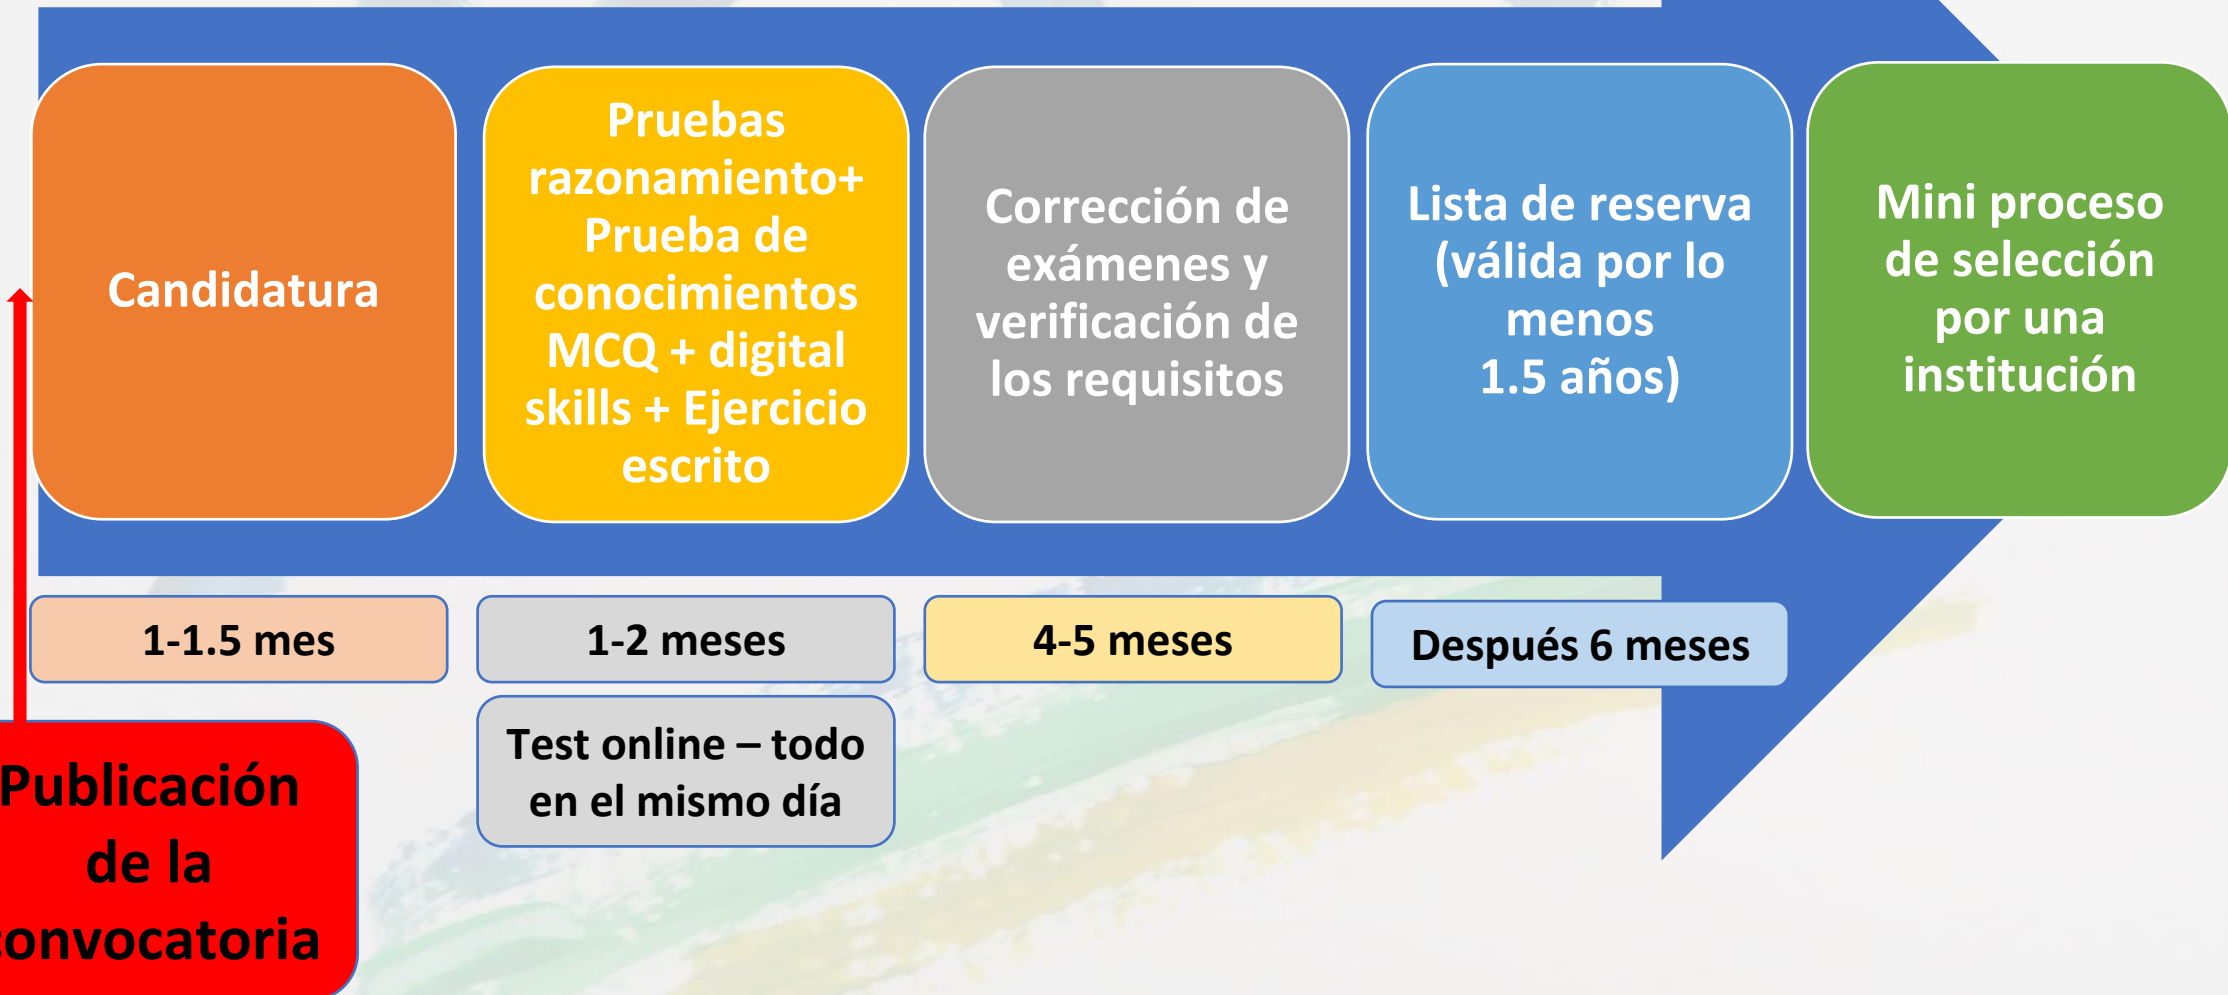 Candidatura
Pruebas
razonamiento+
Prueba de
conocimientos
MCQ + digital
skills + Ejercicio
escrito
Corrección de
exámenes y
verificación de
los requisitos
Lista de reserva
(válida por lo
menos
1.5 años)
Mini proceso
de selección
por una
institución
1-1.5 mes
1-2 meses
4-5 meses
Después 6 meses
Test online – todo
en el mismo día
Publicación
de la
convocatoria